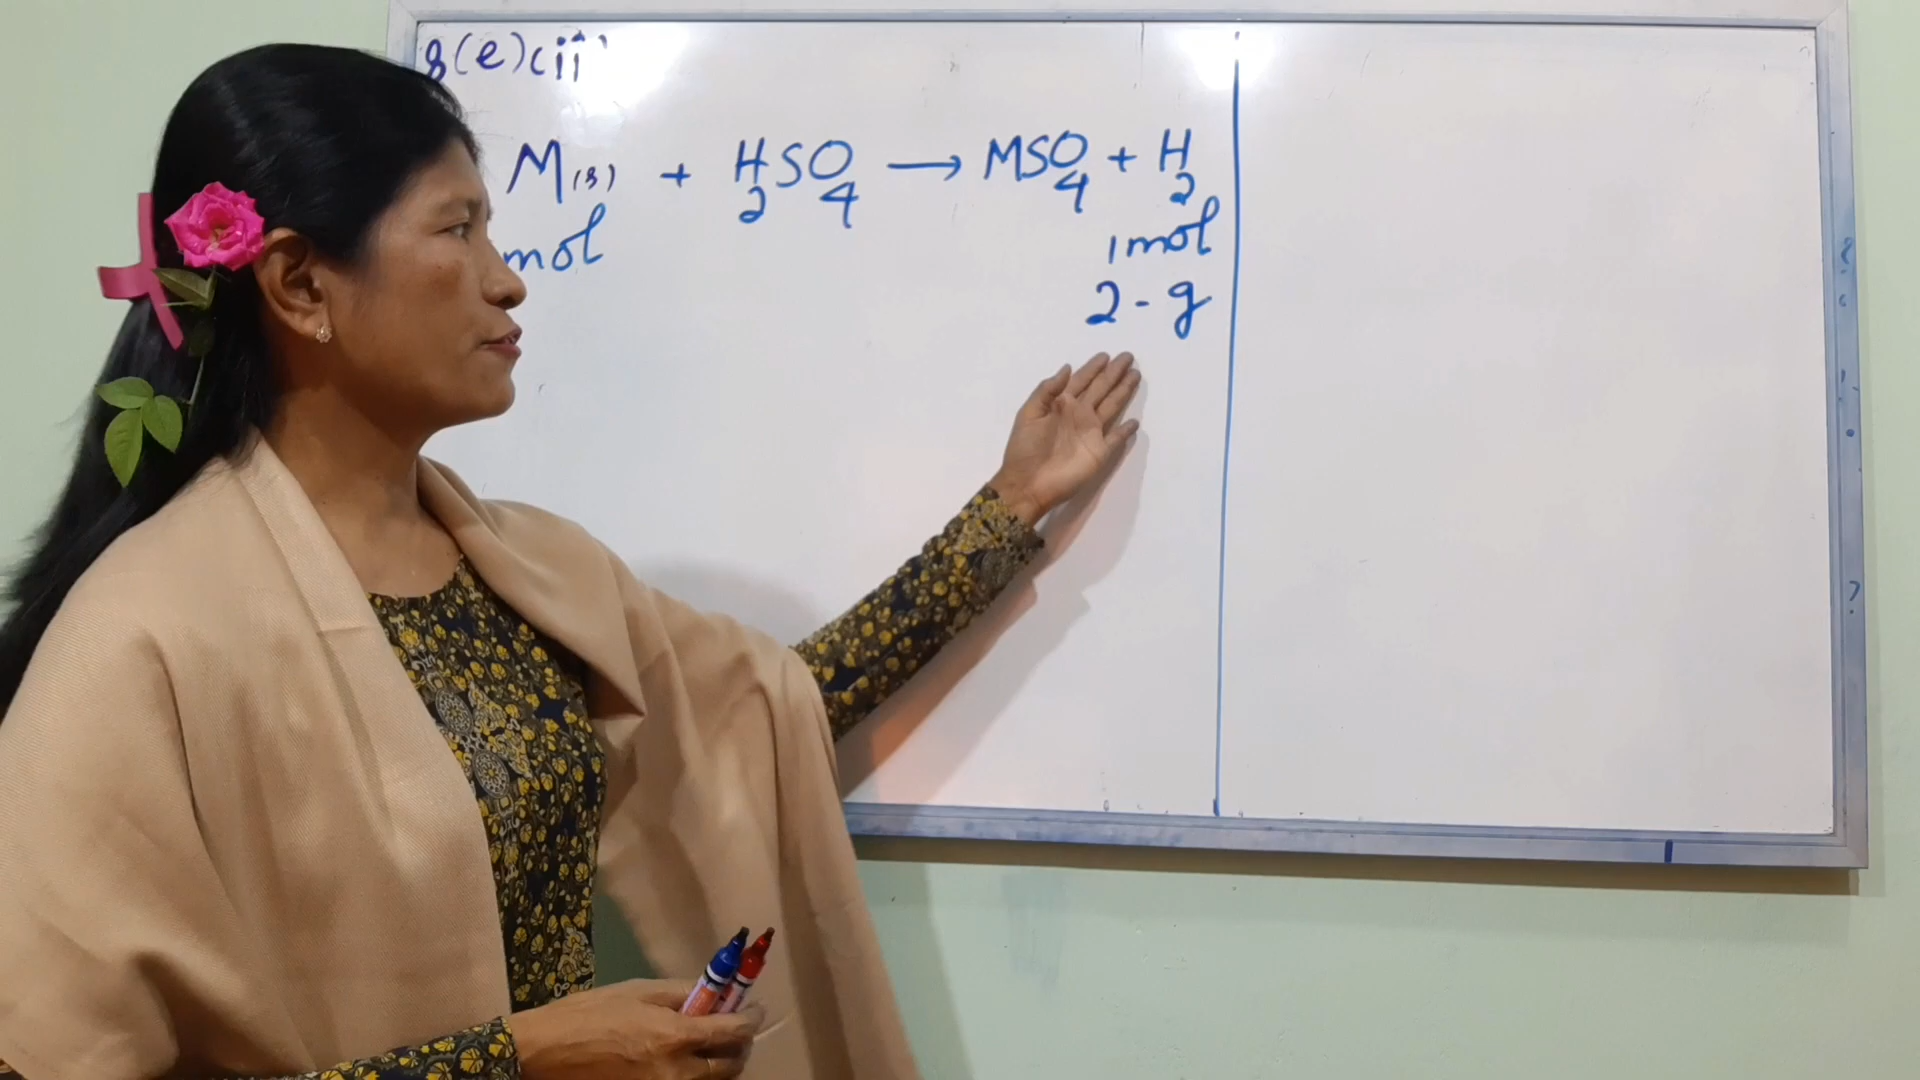 8(e)(ii)
M(s) + H₂SO₄ → MSO₄ + H₂
mol 1mol
2-g